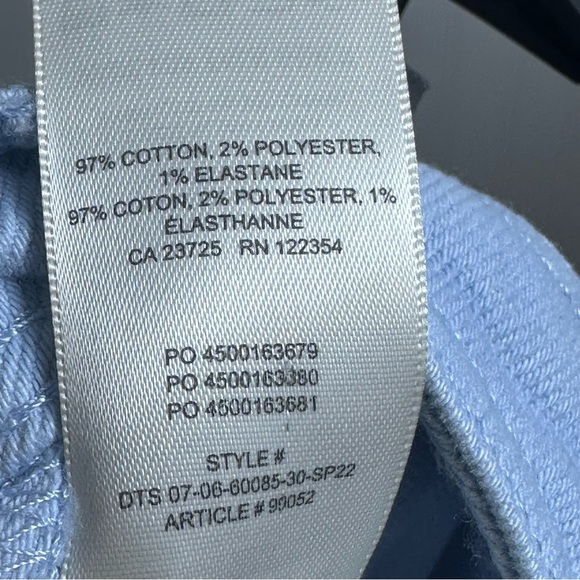 97% COTTON, 2% POLYESTER,
1% ELASTANE
97% COTON, 2% POLYESTER, 1%
ÉLASTHANNE
CA 23725 RN 122354
PO 4500163679
PO 4500163380
PO 4500163681
STYLE #
DTS 07-06-60085-30-SP22
ARTICLE # 90052